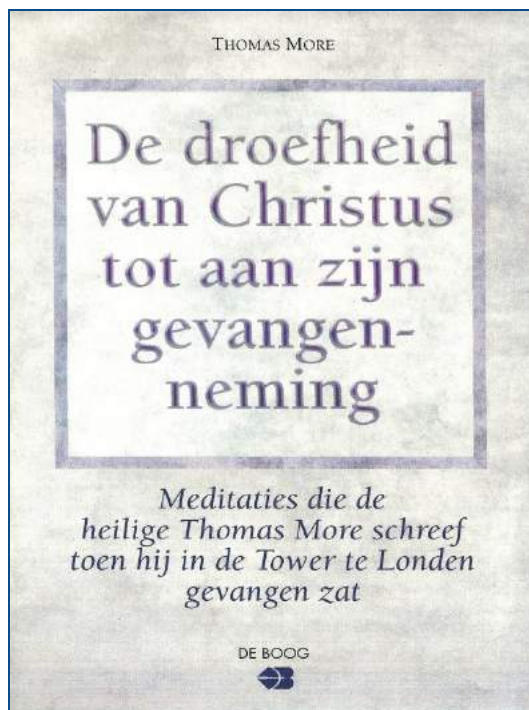 THOMAS MORE
De droefheid
van Christus
tot aan zijn
gevangen-
neming
Meditaties die de
heilige Thomas More schreef
toen hij in de Tower te Londen
gevangen zat
DE BOOG